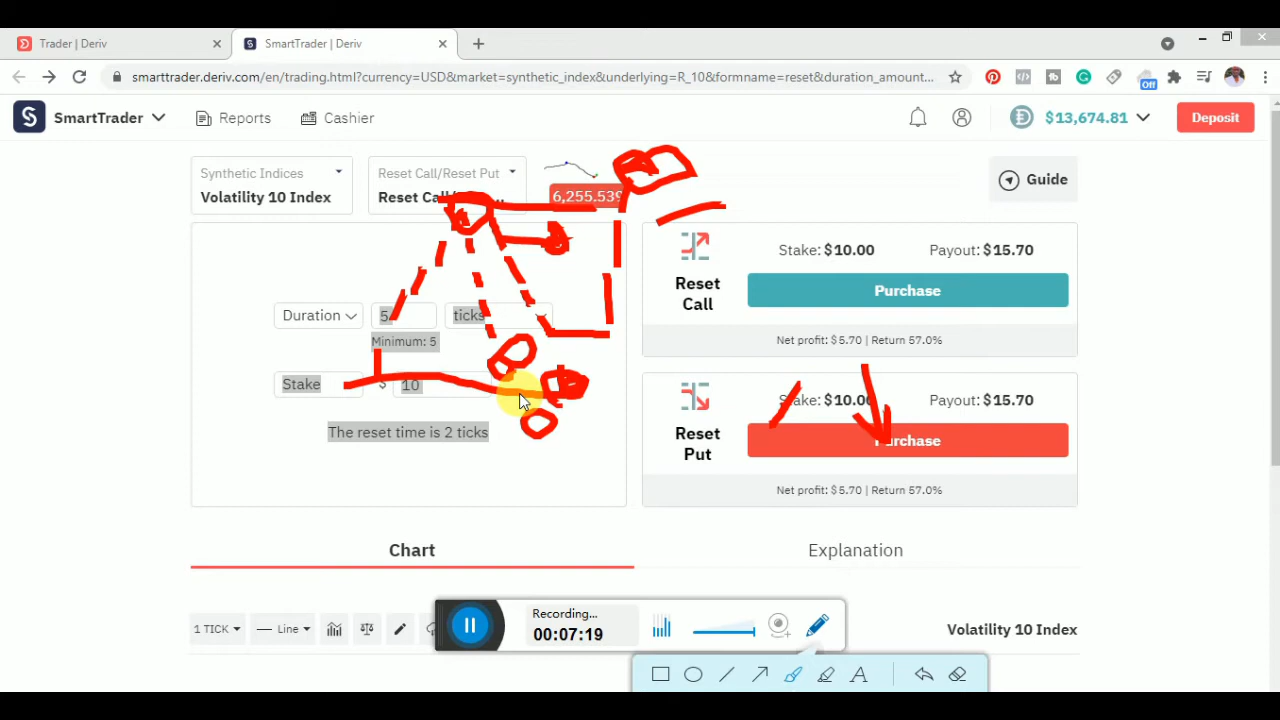 Trader | Deriv
SmartTrader | Deriv
smarttrader.deriv.com/en/trading.html?currency=USD&market=synthetic_index&underlying=R_10&formname=reset&duration_amount...
Off
SmartTrader
Reports
Cashier
$13,674.81
Deposit
Synthetic Indices
Volatility 10 Index
Reset Call/Reset Put
Reset
6,255.539
Guide
Duration
5
ticks
Minimum: 5
Stake
$
10
The reset time is 2 ticks
Reset
Call
Stake: $10.00
Payout: $15.70
Purchase
Net profit: $5.70 | Return 57.0%
Reset
Put
Stake: $10.00
Payout: $15.70
Purchase
Net profit: $5.70 | Return 57.0%
Chart
Explanation
1 TICK
Line
Volatility 10 Index
Recording...
00:07:19
A